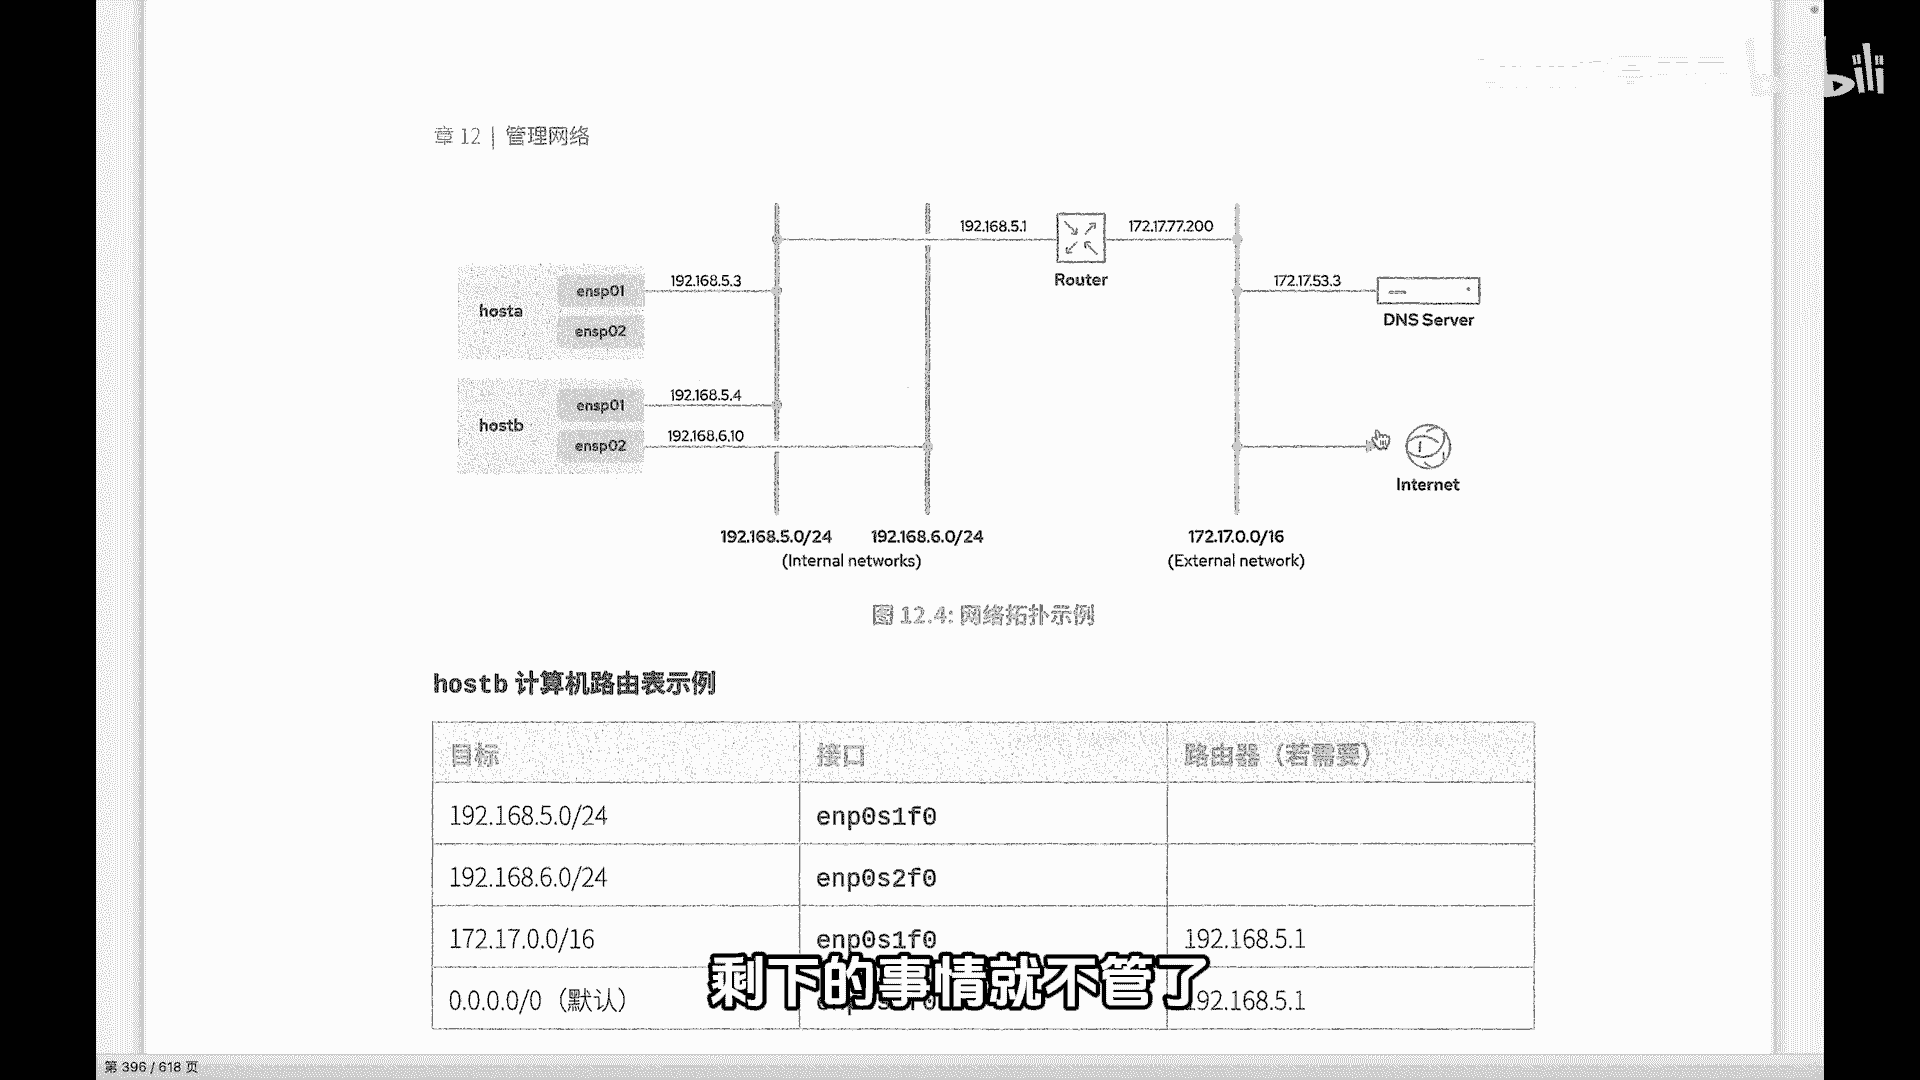 bili
章 12 | 管理网络
192.168.5.1
172.17.77.200
Router
hosta
ensp01
192.168.5.3
ensp02
172.17.53.3
DNS Server
hostb
ensp01
192.168.5.4
ensp02
192.168.6.10
Internet
192.168.5.0/24
192.168.6.0/24
(Internal networks)
172.17.0.0/16
(External network)
图 12.4: 网络拓扑示例
hostb 计算机路由表示例
目标 接口 路由器（若需要）
192.168.5.0/24 enp0s1f0
192.168.6.0/24 enp0s2f0
172.17.0.0/16 enp0s1f0 192.168.5.1
0.0.0.0/0（默认） 192.168.5.1
剩下的事情就不管了
第 396 / 618 页